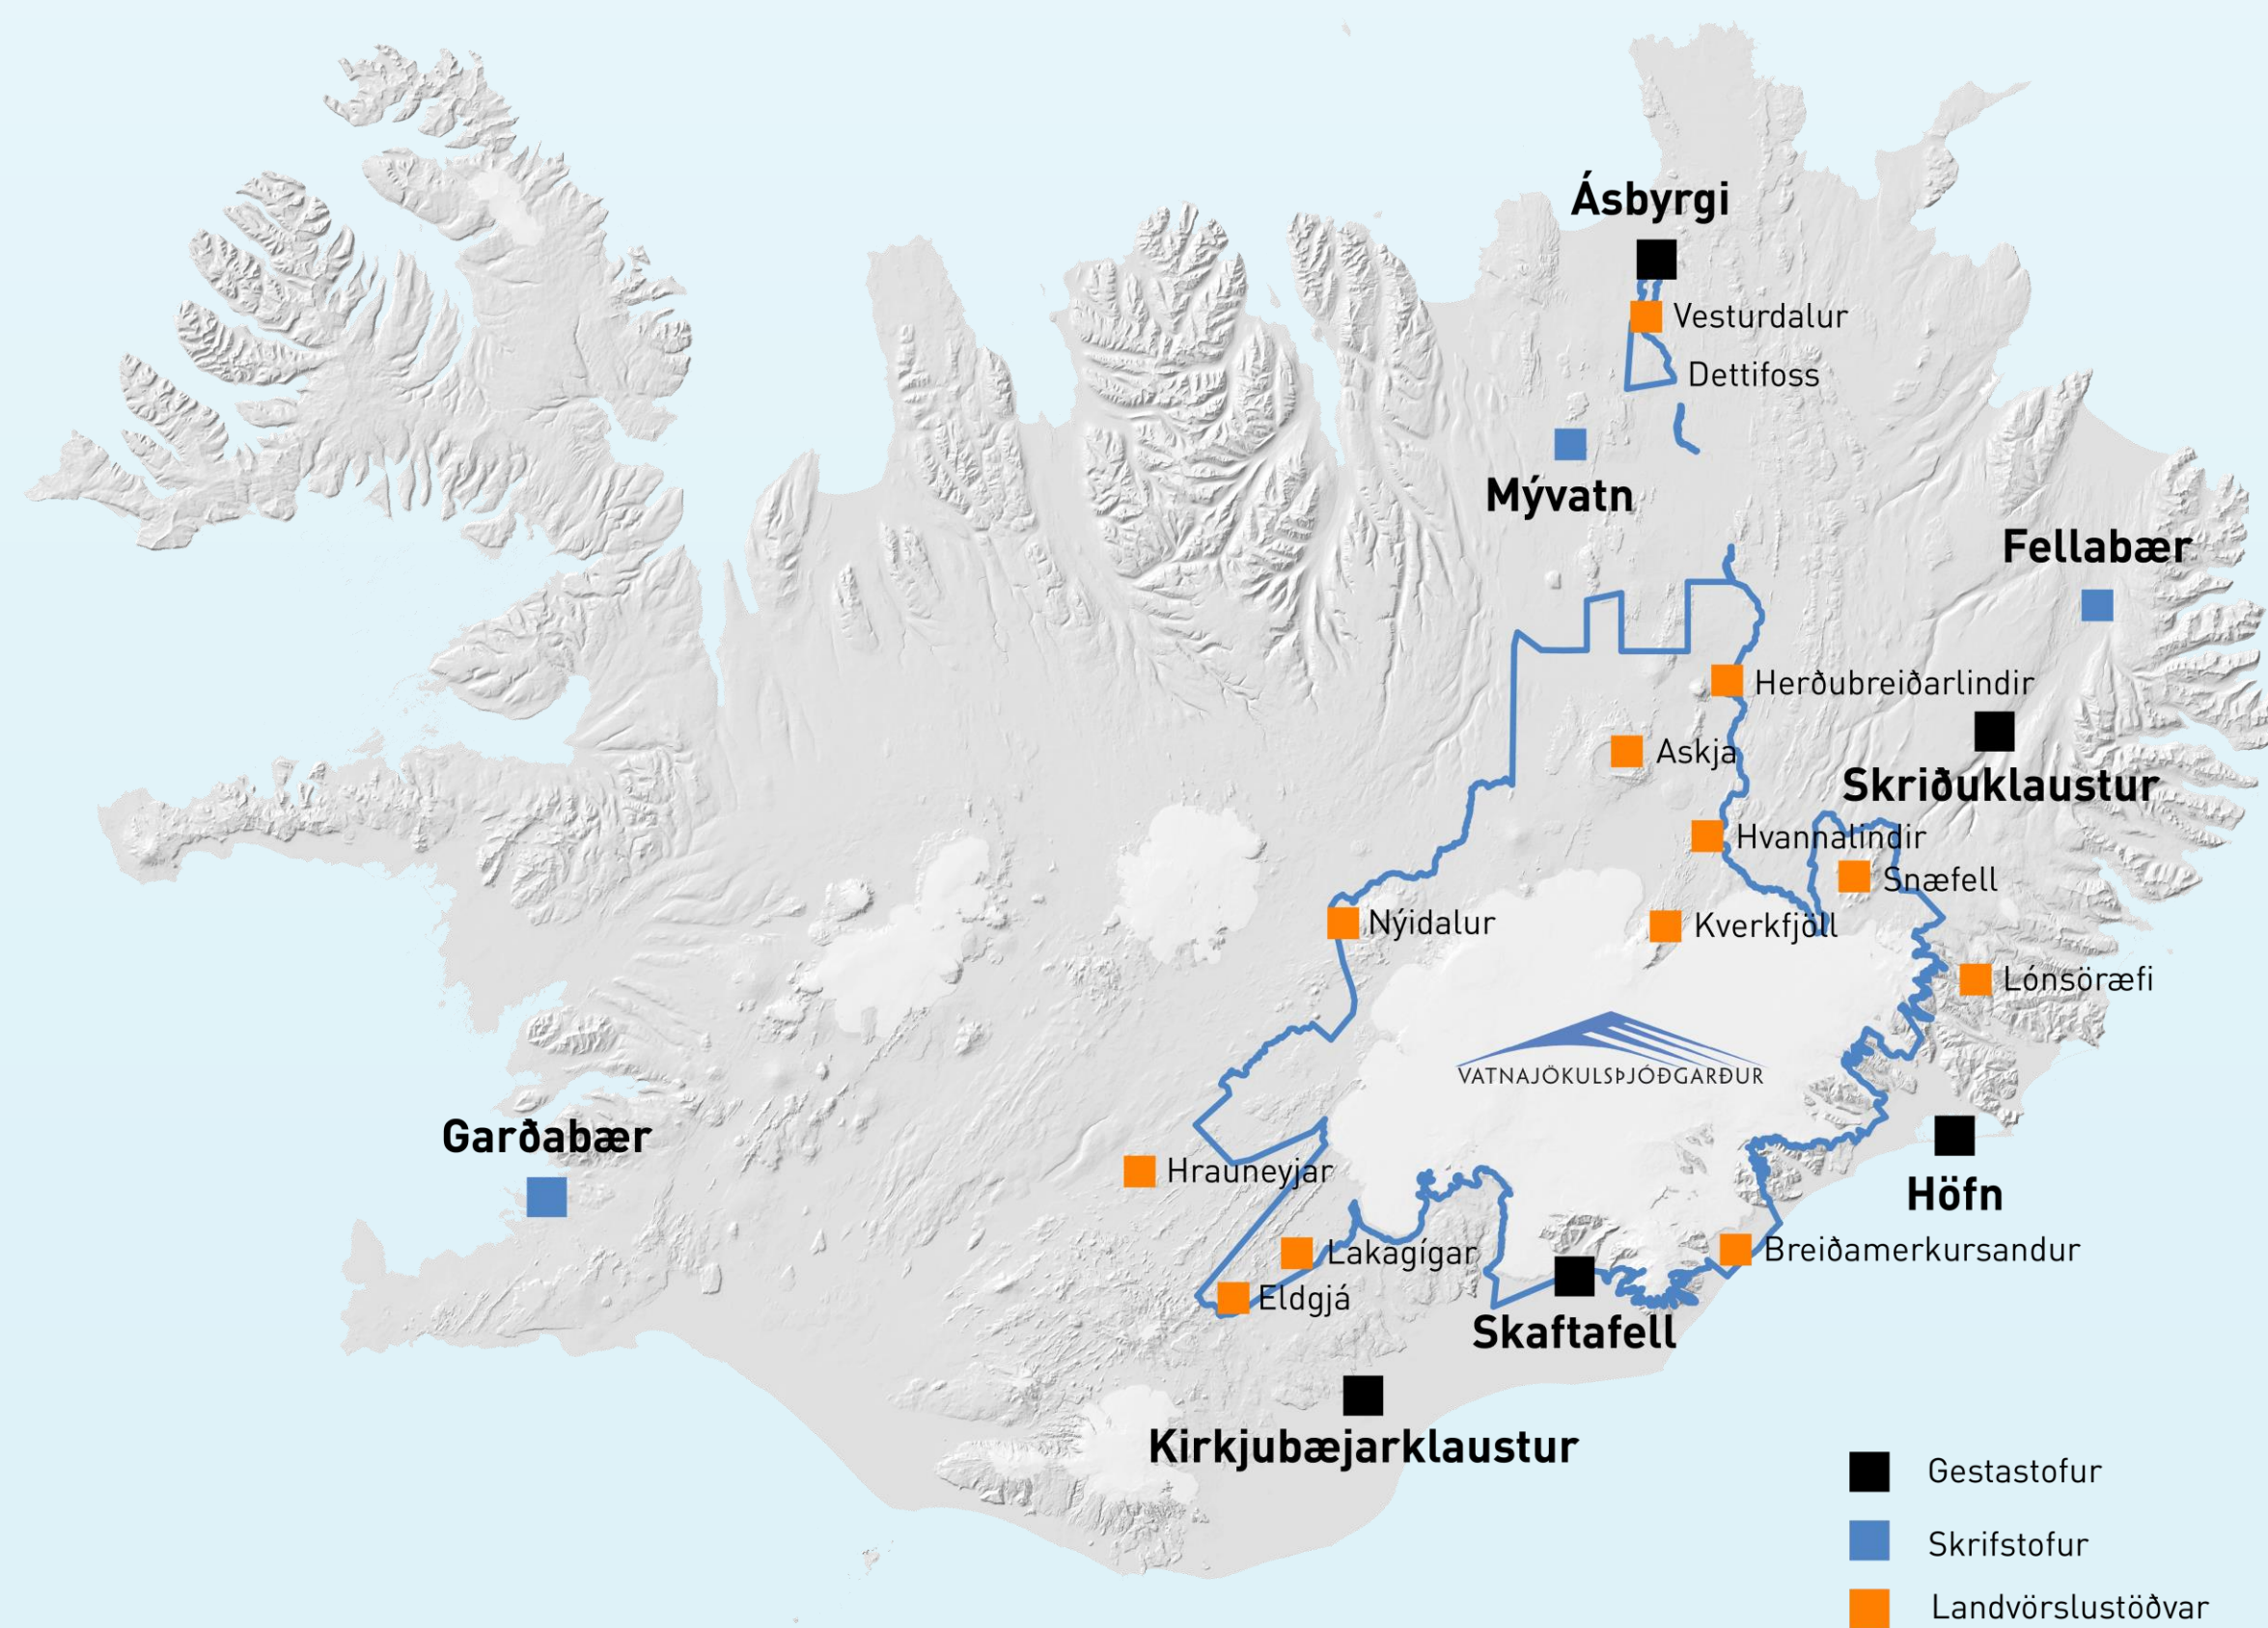 Ásbyrgi
Vesturdalur
Dettifoss
Mývatn
Fellabær
Herðubreiðarlindir
Askja
Skriðuklaustur
Hvannalindir
Snæfell
Nýidalur
Kverkfjöll
Lónsöræfi
VATNAJÖKULSÞJÓÐGARÐUR
Garðabær
Hrauneyjar
Höfn
Lakagígar
Breiðamerkursandur
Eldgjá
Skaftafell
Kirkjubæjarklaustur
Gestastofur
Skrifstofur
Landvörslustöðvar